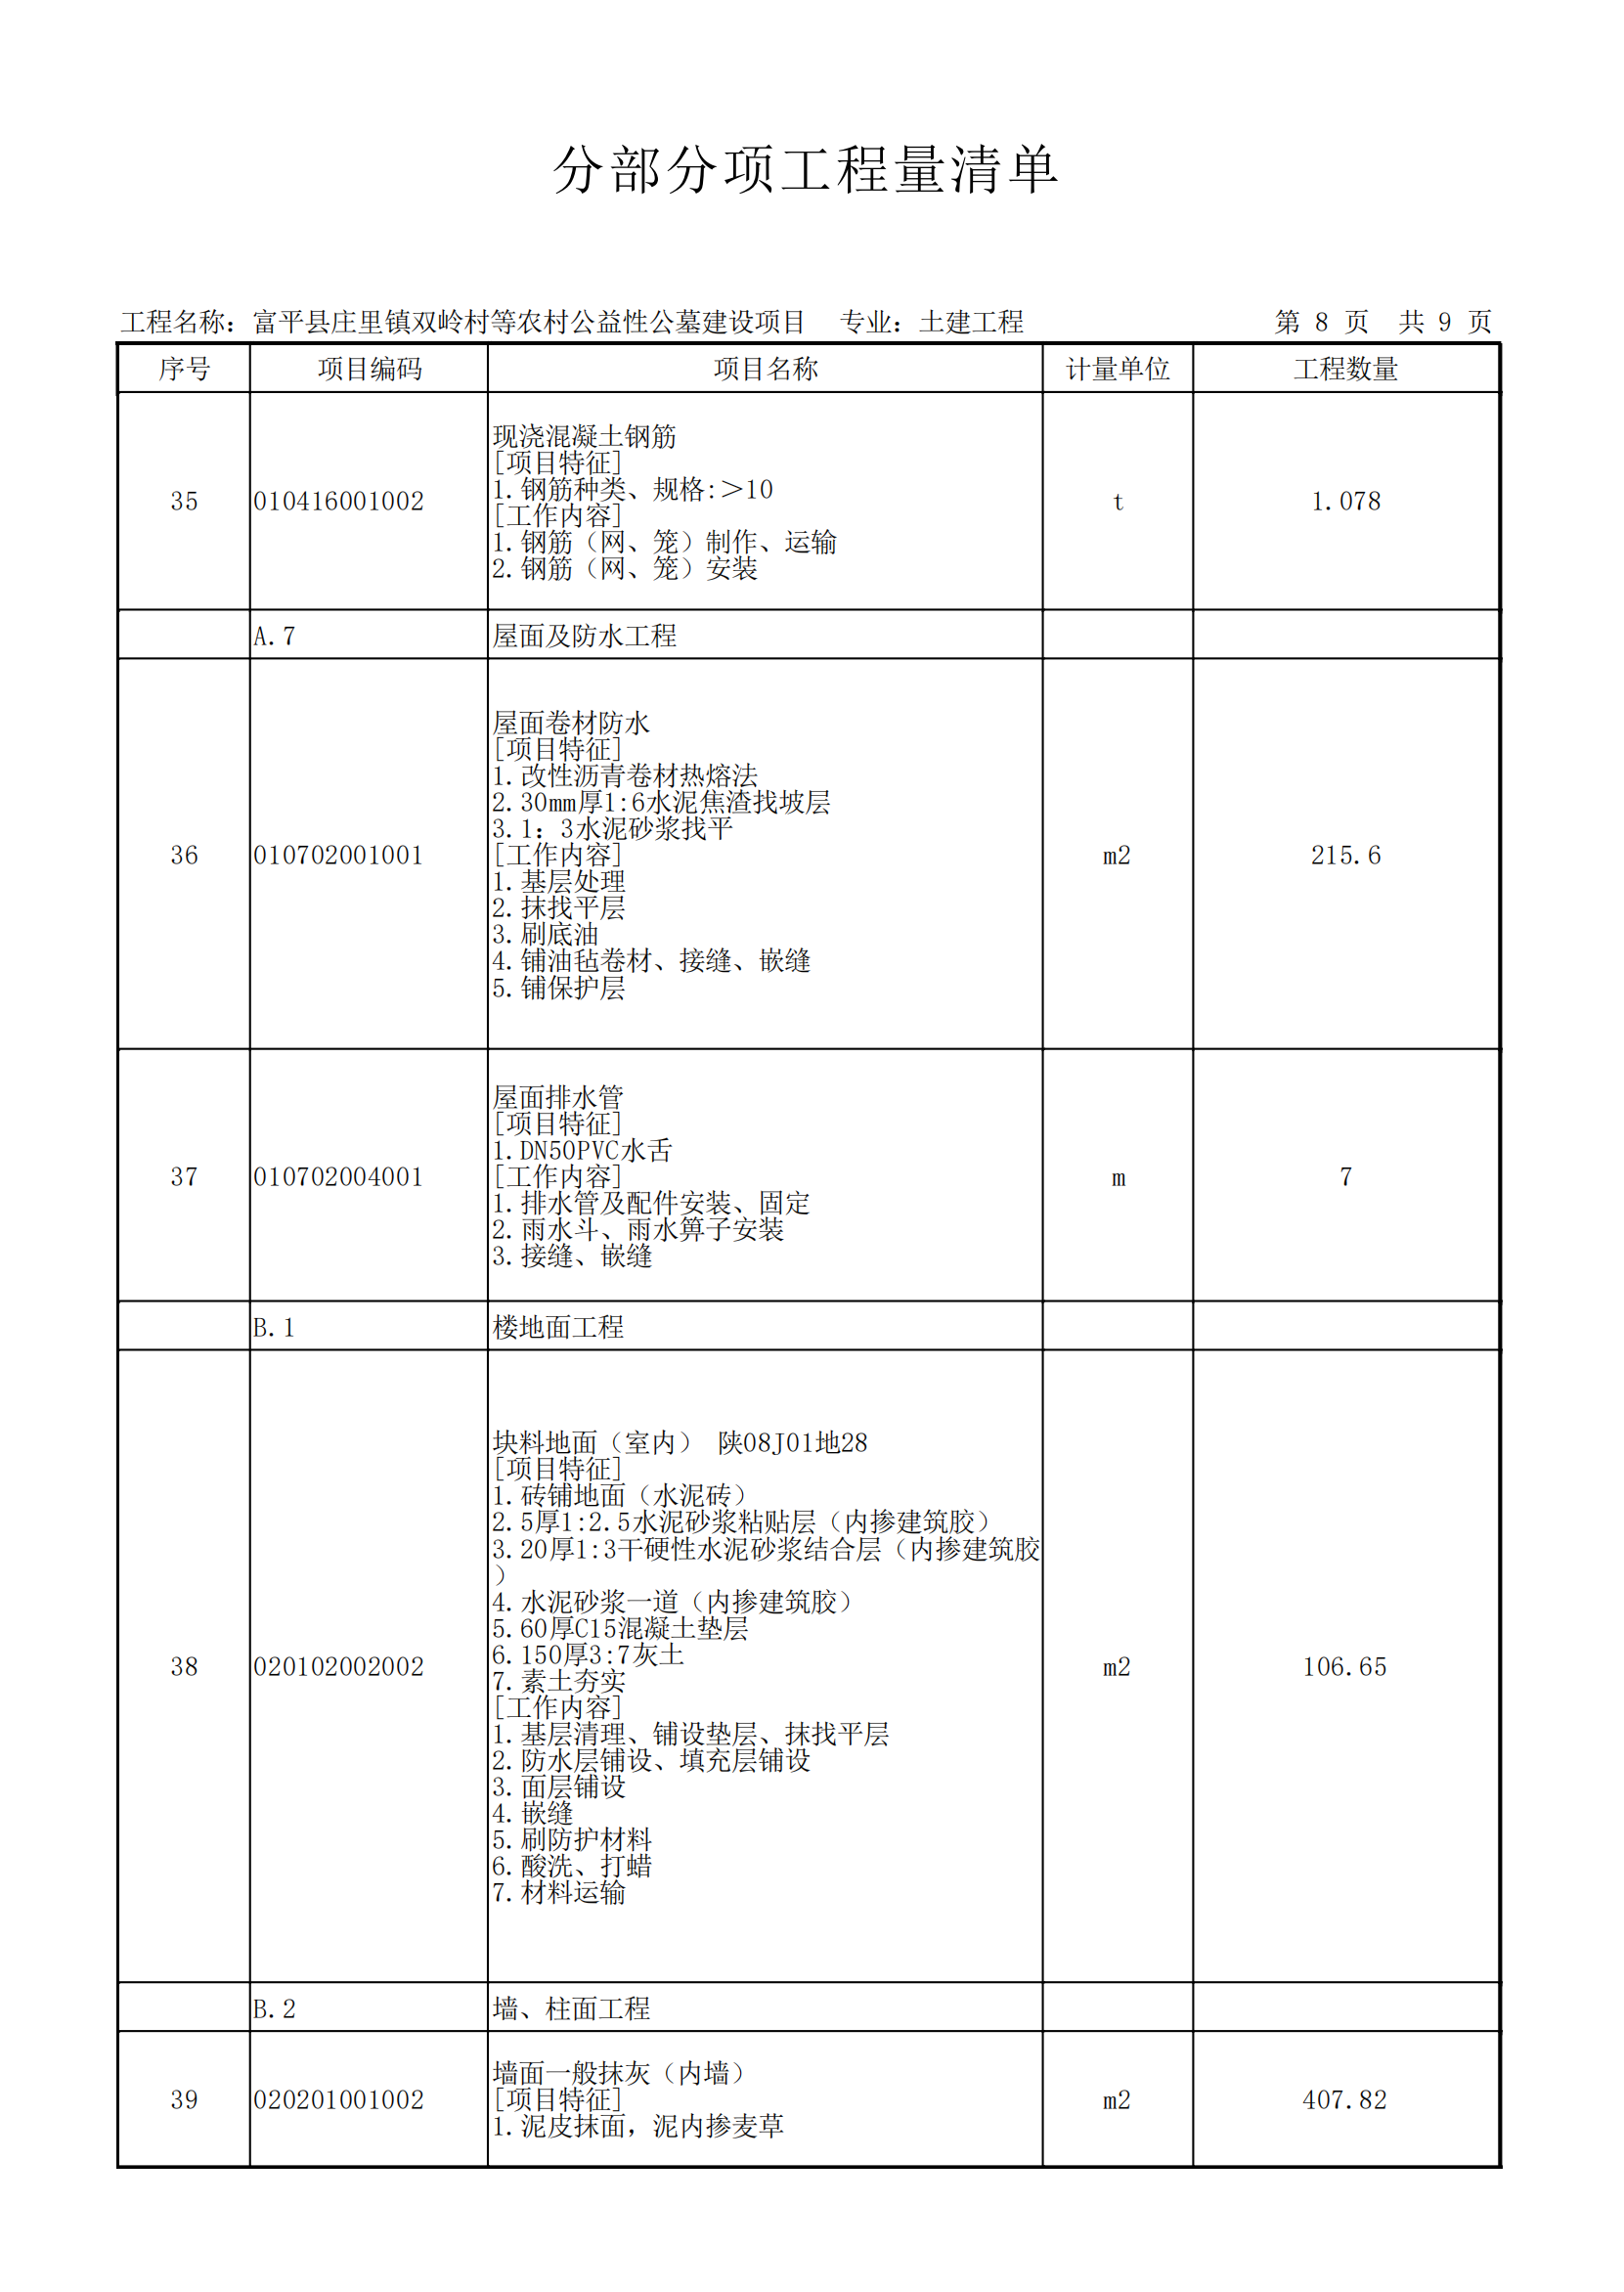 分部分项工程量清单
工程名称：富平县庄里镇双岭村等农村公益性公墓建设项目 专业：土建工程 第 8 页 共 9 页
序号 项目编码 项目名称 计量单位 工程数量
现浇混凝土钢筋
[项目特征]
1.钢筋种类、规格:＞10
35 010416001002 t 1.078
[工作内容]
1.钢筋（网、笼）制作、运输
2.钢筋（网、笼）安装
A.7 屋面及防水工程
屋面卷材防水
[项目特征]
1.改性沥青卷材热熔法
2.30mm厚1:6水泥焦渣找坡层
3.1：3水泥砂浆找平
36 010702001001 [工作内容] m2 215.6
1.基层处理
2.抹找平层
3.刷底油
4.铺油毡卷材、接缝、嵌缝
5.铺保护层
屋面排水管
[项目特征]
1.DN50PVC水舌
37 010702004001 [工作内容] m 7
1.排水管及配件安装、固定
2.雨水斗、雨水箅子安装
3.接缝、嵌缝
B.1 楼地面工程
块料地面（室内） 陕08J01地28
[项目特征]
1.砖铺地面（水泥砖）
2.5厚1:2.5水泥砂浆粘贴层（内掺建筑胶）
3.20厚1:3干硬性水泥砂浆结合层（内掺建筑胶
）
4.水泥砂浆一道（内掺建筑胶）
5.60厚C15混凝土垫层
6.150厚3:7灰土
38 020102002002 m2 106.65
7.素土夯实
[工作内容]
1.基层清理、铺设垫层、抹找平层
2.防水层铺设、填充层铺设
3.面层铺设
4.嵌缝
5.刷防护材料
6.酸洗、打蜡
7.材料运输
B.2 墙、柱面工程
墙面一般抹灰（内墙）
39 020201001002 [项目特征] m2 407.82
1.泥皮抹面，泥内掺麦草